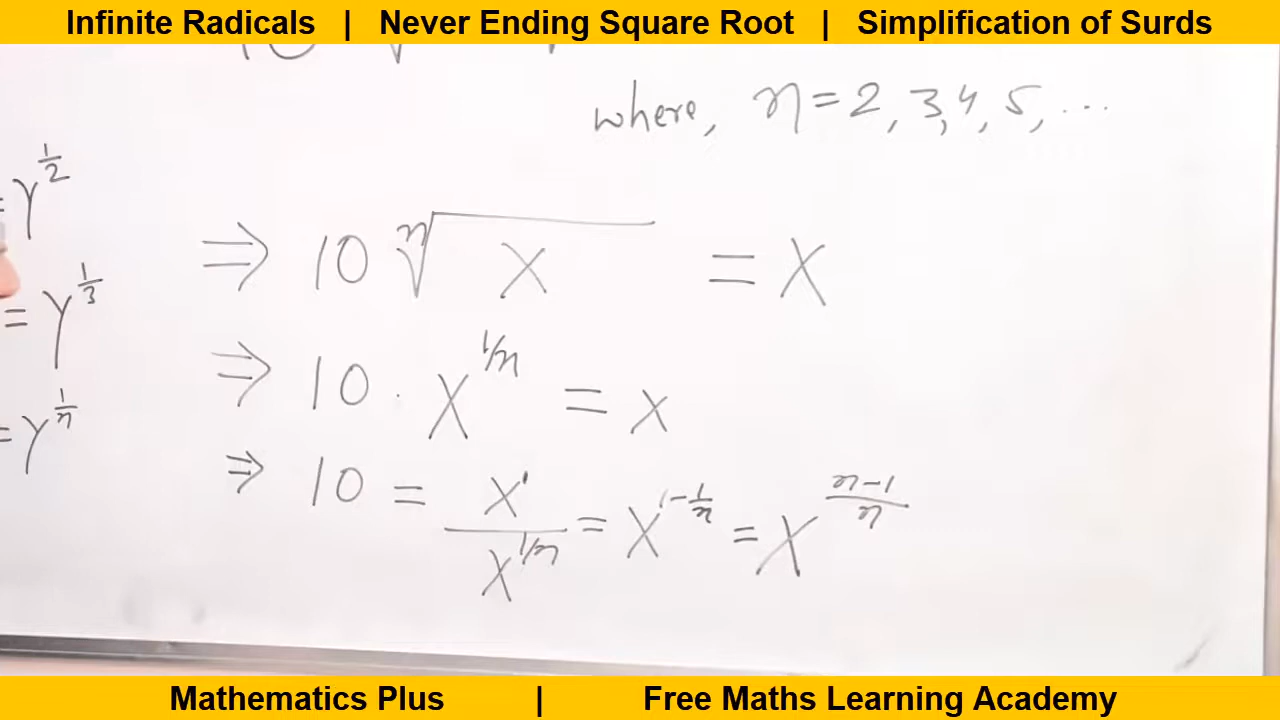 Infinite Radicals | Never Ending Square Root | Simplification of Surds
where, n = 2, 3, 4, 5, ...
= y^{1/2}
⇒ 10 ⁿ√x = x
= y^{1/3}
⇒ 10 . x^{1/n} = x
= y^{1/n}
⇒ 10 = x^1 / x^{1/n} = x^{1-1/n} = x^{(n-1)/n}
Mathematics Plus | Free Maths Learning Academy